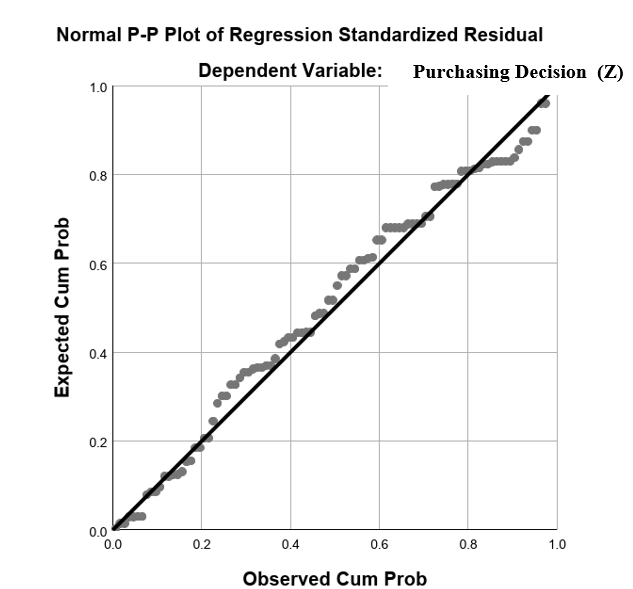 Normal P-P Plot of Regression Standardized Residual
Dependent Variable: Purchasing Decision (Z)
1.0
0.8
0.6
0.4
0.2
0.0
Expected Cum Prob
0.0 0.2 0.4 0.6 0.8 1.0
Observed Cum Prob